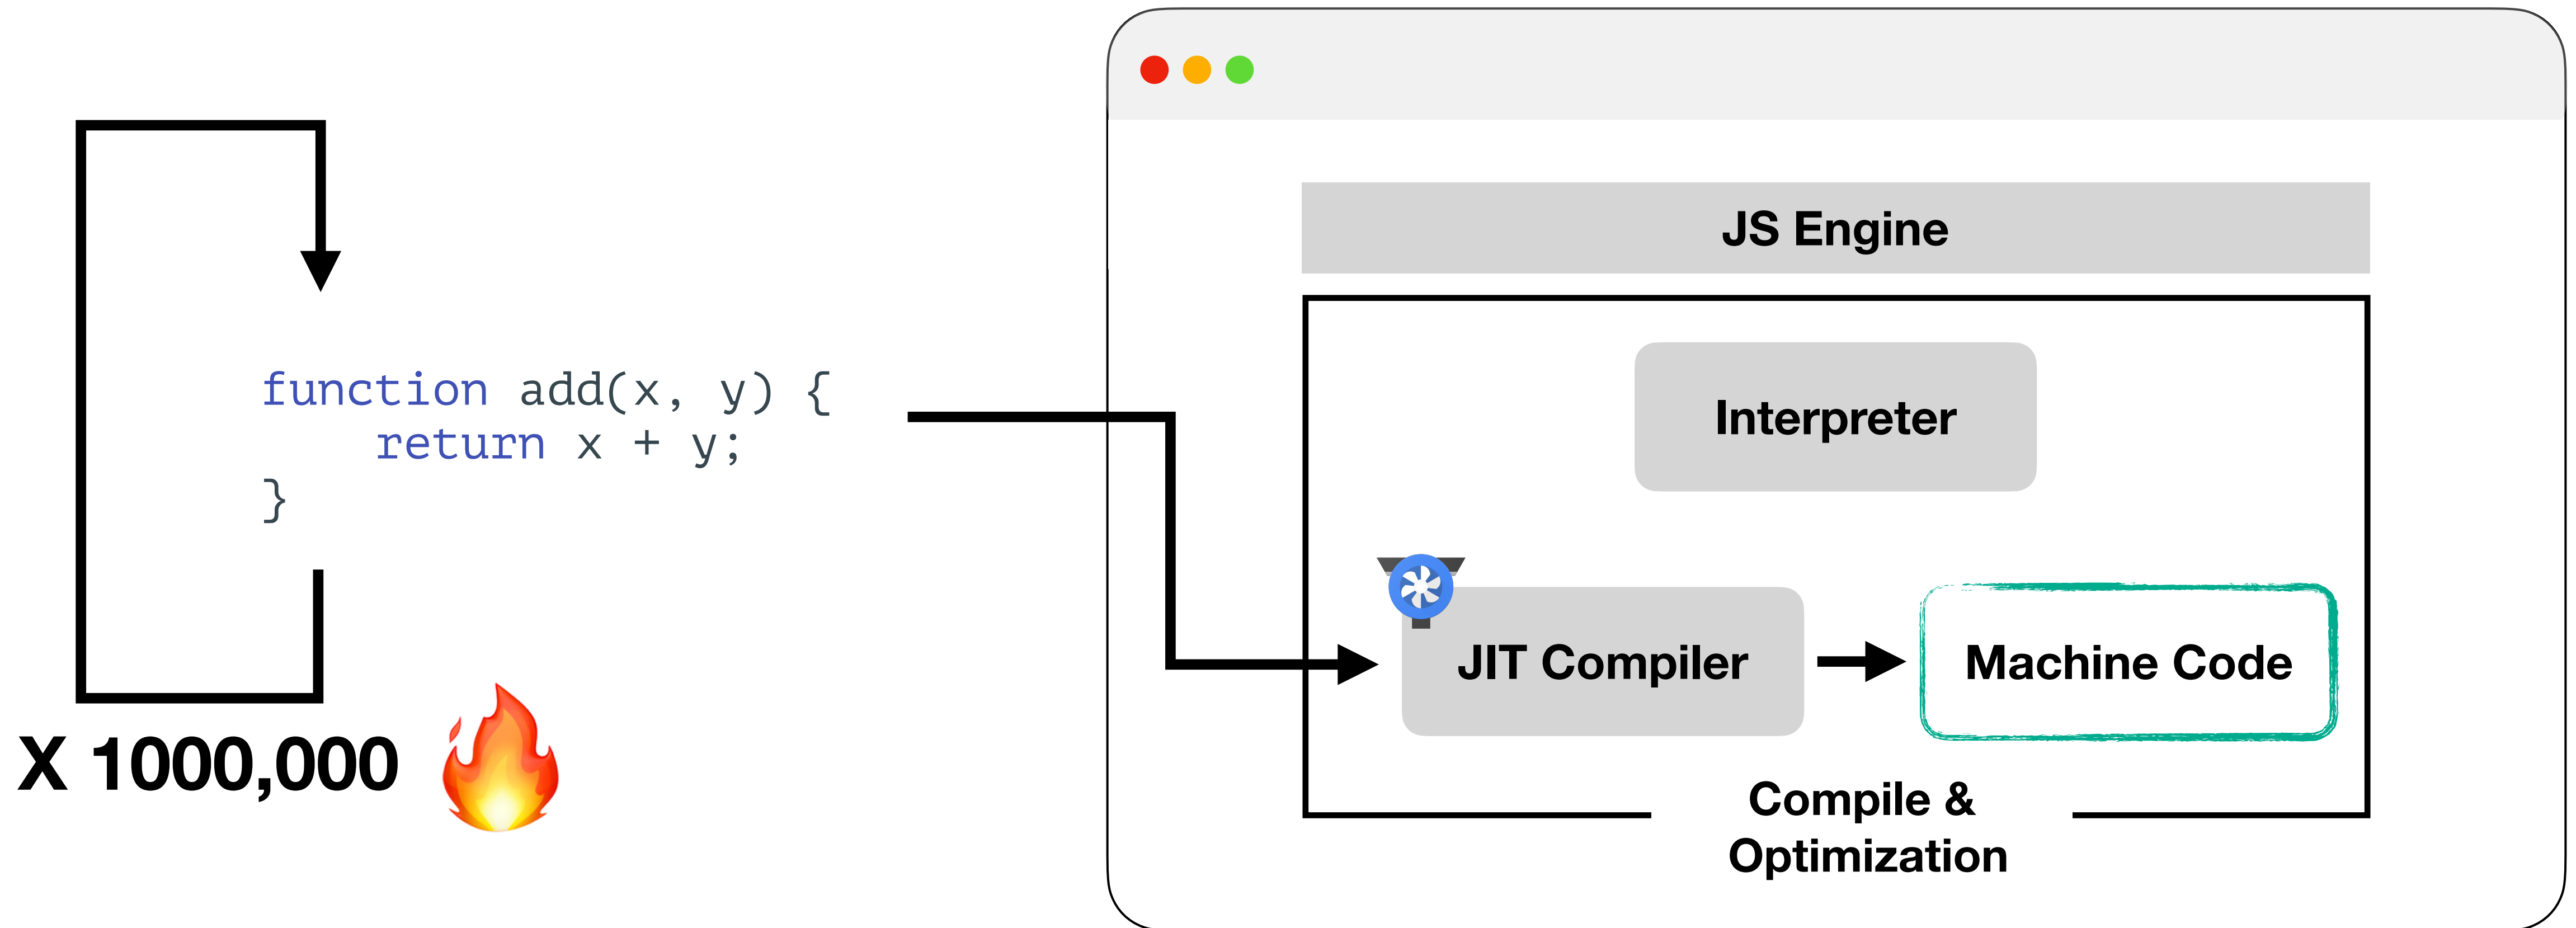 function add(x, y) {
return x + y;
}
X 1000,000
JS Engine
Interpreter
JIT Compiler
Machine Code
Compile &
Optimization